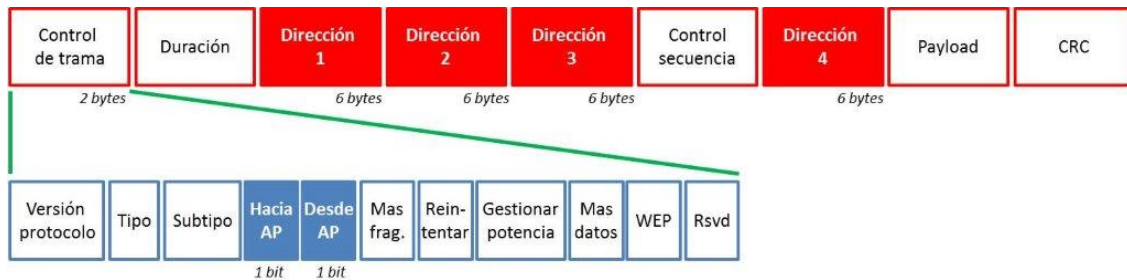 Control
de trama
Duración
Dirección
1
Dirección
2
Dirección
3
Control
secuencia
Dirección
4
Payload
CRC
2 bytes
6 bytes
6 bytes
6 bytes
6 bytes
Versión
protocolo
Tipo
Subtipo
Hacia
AP
Desde
AP
Mas
frag.
Rein-
tentar
Gestionar
potencia
Mas
datos
WEP
Rsvd
1 bit
1 bit